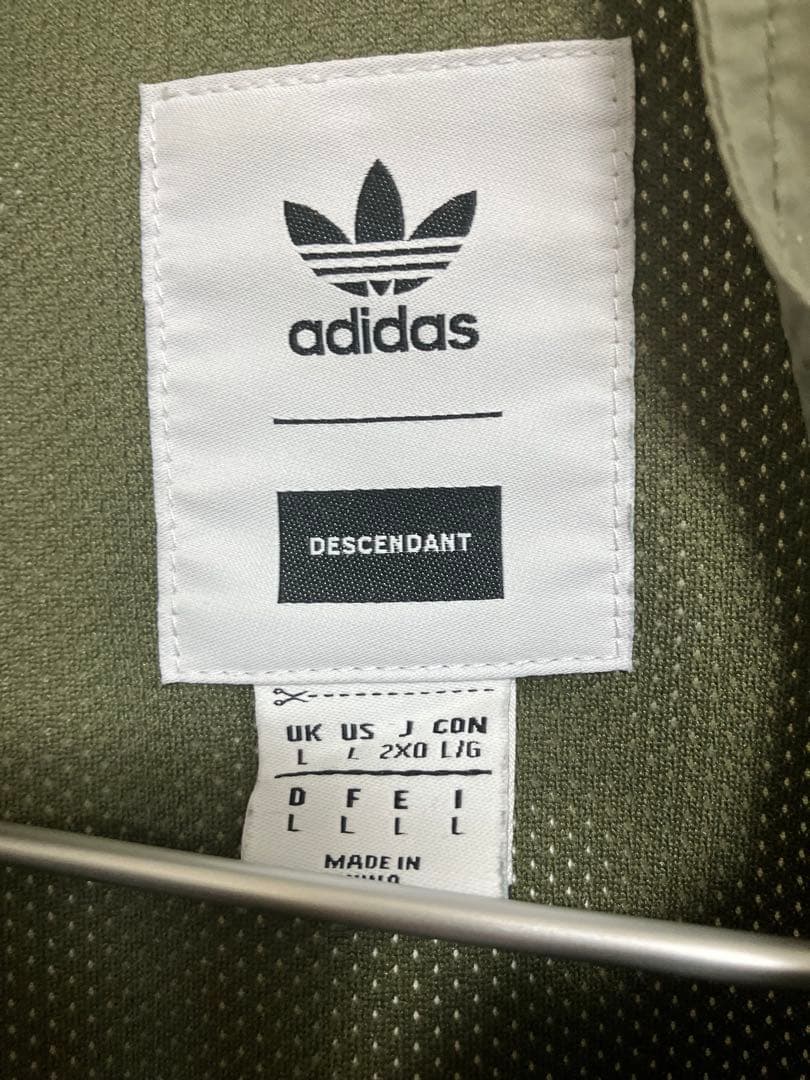 adidas
DESCENDANT
UK US J CON
L L 2XO L/G
D F E I
L L L L
MADE IN